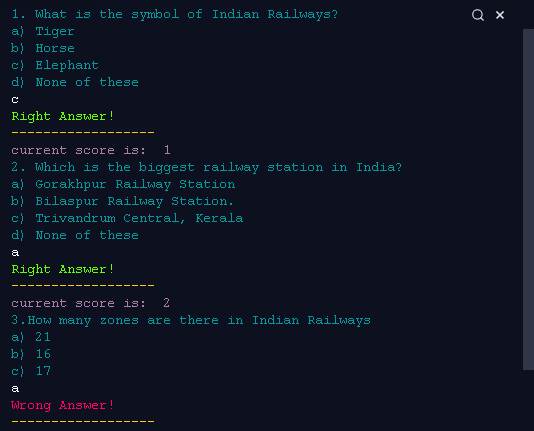 1. What is the symbol of Indian Railways?
a) Tiger
b) Horse
c) Elephant
d) None of these
c
Right Answer!
------------------
current score is:  1
2. Which is the biggest railway station in India?
a) Gorakhpur Railway Station
b) Bilaspur Railway Station.
c) Trivandrum Central, Kerala
d) None of these
a
Right Answer!
------------------
current score is:  2
3.How many zones are there in Indian Railways
a) 21
b) 16
c) 17
a
Wrong Answer!
------------------